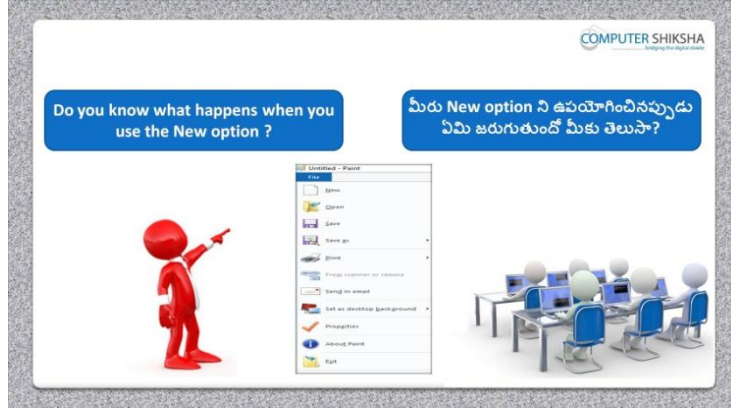 COMPUTER SHIKSHA
bridging the digital divide
Do you know what happens when you
use the New option ?
మీరు New option ని ఉపయోగించినప్పుడు
ఏమి జరుగుతుందో మీకు తెలుసా?
Untitled - Paint
File
New
Open
Save
Save as
Print
From scanner or camera
Send in email
Set as desktop background
Properties
About Paint
Exit